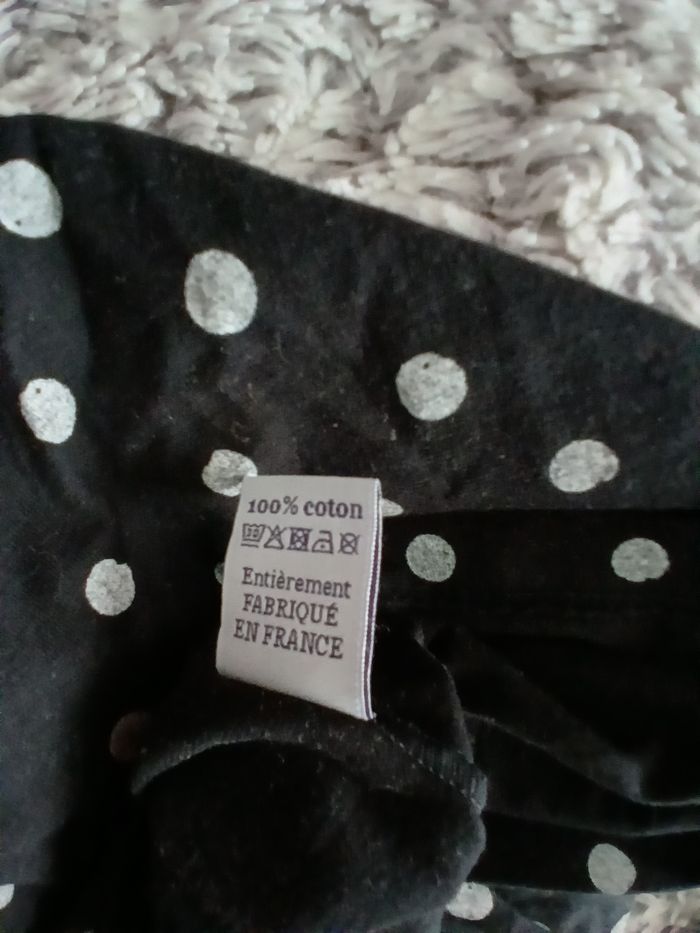 100% coton
Entièrement
FABRIQUÉ
EN FRANCE